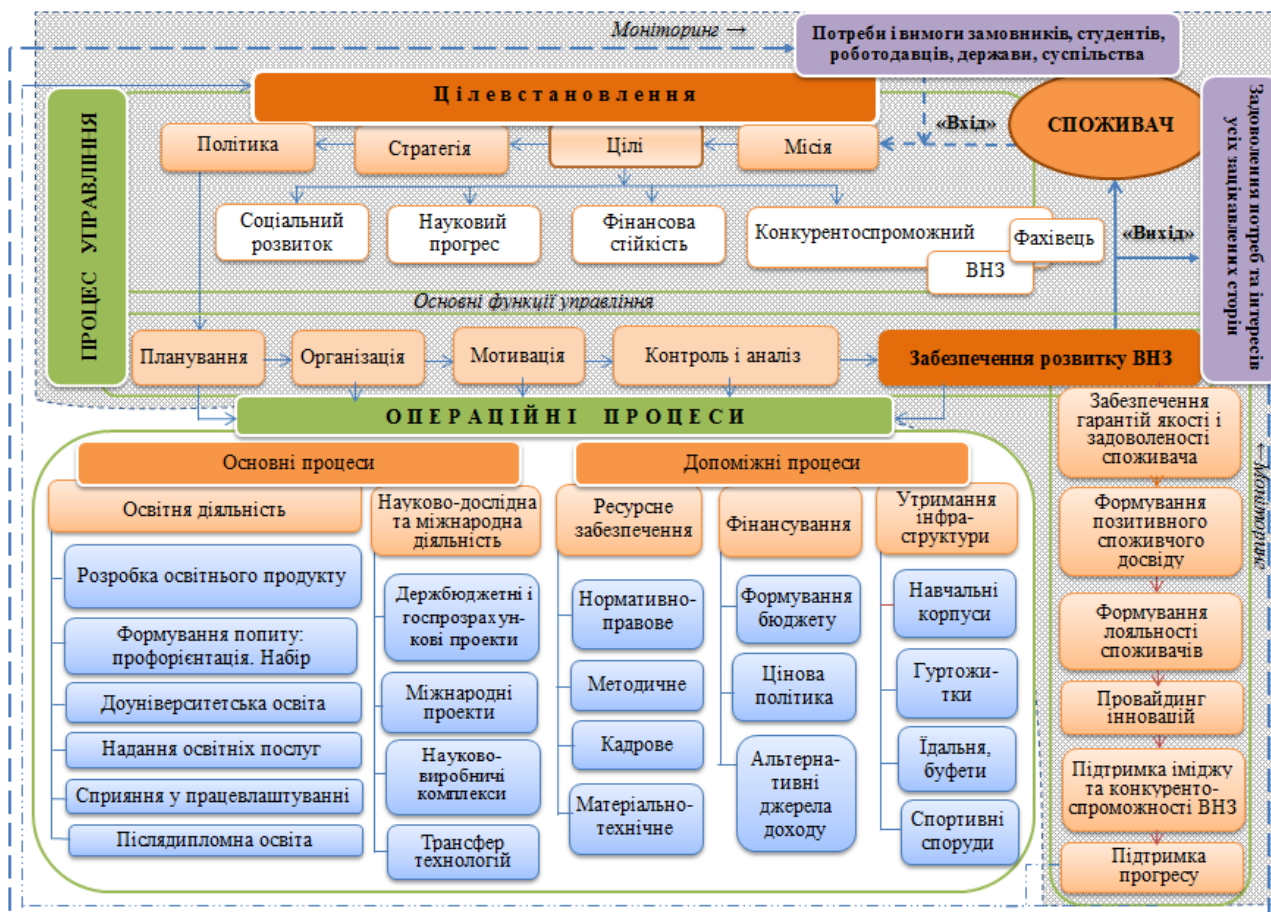 Моніторинг →
Потреби і вимоги замовників, студентів,
роботодавців, держави, суспільства
Цілевстановлення
«Вхід»
СПОЖИВАЧ
Задоволення потреб та інтересів
усіх зацікавлених сторін
ПРОЦЕС УПРАВЛІННЯ
Політика
Стратегія
Цілі
Місія
Соціальний
розвиток
Науковий
прогрес
Фінансова
стійкість
Конкурентоспроможний
Фахівець
ВНЗ
«Вихід»
Основні функції управління
Планування
Організація
Мотивація
Контроль і аналіз
Забезпечення розвитку ВНЗ
ОПЕРАЦІЙНІ ПРОЦЕСИ
Основні процеси
Допоміжні процеси
Освітня діяльність
Розробка освітнього продукту
Формування попиту:
профорієнтація. Набір
Доуніверситетська освіта
Надання освітніх послуг
Сприяння у працевлаштуванні
Післядипломна освіта
Науково-дослідна
та міжнародна
діяльність
Держбюджетні і
госпрозрахун-
кові проекти
Міжнародні
проекти
Науково-
виробничі
комплекси
Трансфер
технологій
Ресурсне
забезпечення
Нормативно-
правове
Методичне
Кадрове
Матеріально-
технічне
Фінансування
Формування
бюджету
Цінова
політика
Альтерна-
тивні
джерела
доходу
Утримання
інфра-
структури
Навчальні
корпуси
Гуртожи-
тки
Їдальня,
буфети
Спортивні
споруди
Забезпечення
гарантій якості і
задоволеності
споживача
Формування
позитивного
споживчого
досвіду
Формування
лояльності
споживачів
Провайдинг
інновацій
Підтримка іміджу
та конкуренто-
спроможності ВНЗ
Підтримка
прогресу
← Моніторинг